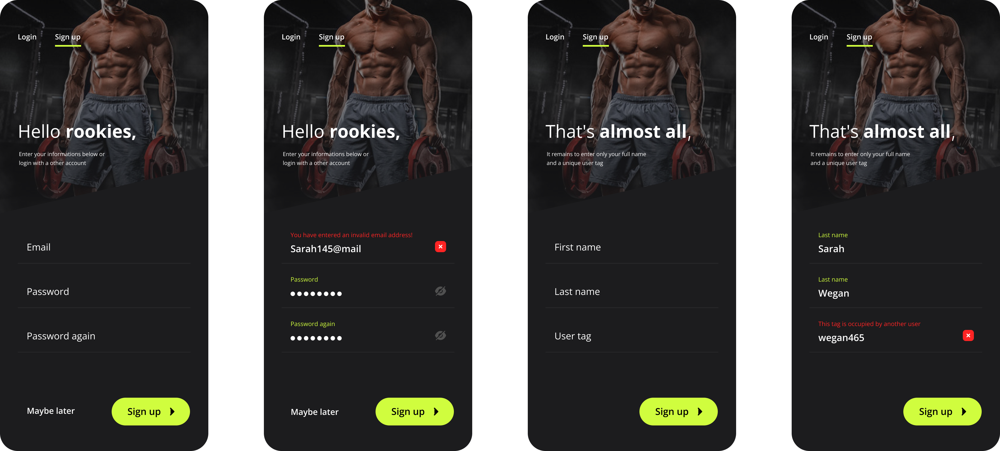 Login Sign up
Hello rookies,
Enter your informations below or
login with a other account
Email
Password
Password again
Maybe later Sign up
Login Sign up
Hello rookies,
Enter your informations below or
login with a other account
You have entered an invalid email address!
Sarah145@mail
Password
Password again
Maybe later Sign up
Login Sign up
That's almost all,
It remains to enter only your full name
and a unique user tag
First name
Last name
User tag
Sign up
Login Sign up
That's almost all,
It remains to enter only your full name
and a unique user tag
Last name
Sarah
Last name
Wegan
This tag is occupied by another user
wegan465
Sign up